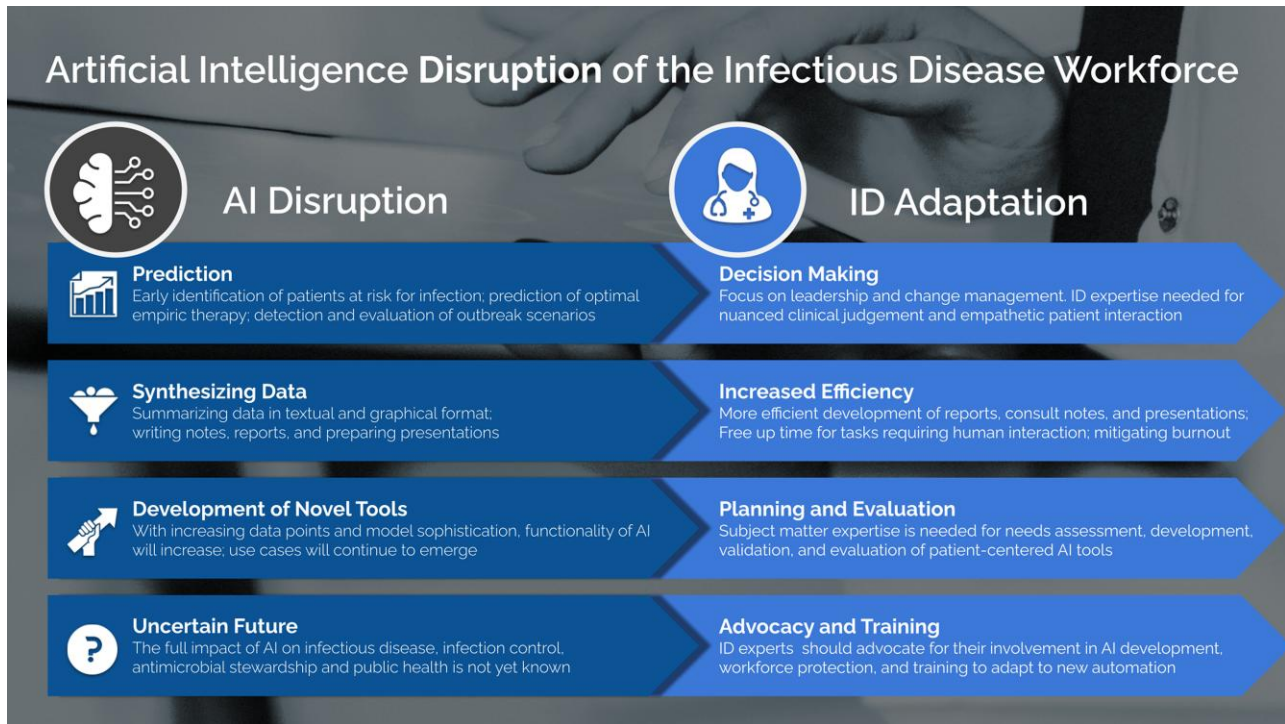 Artificial Intelligence Disruption of the Infectious Disease Workforce
AI Disruption
ID Adaptation
Prediction
Early identification of patients at risk for infection; prediction of optimal
empiric therapy; detection and evaluation of outbreak scenarios
Decision Making
Focus on leadership and change management. ID expertise needed for
nuanced clinical judgement and empathetic patient interaction
Synthesizing Data
Summarizing data in textual and graphical format;
writing notes, reports, and preparing presentations
Increased Efficiency
More efficient development of reports, consult notes, and presentations;
Free up time for tasks requiring human interaction; mitigating burnout
Development of Novel Tools
With increasing data points and model sophistication, functionality of AI
will increase; use cases will continue to emerge
Planning and Evaluation
Subject matter expertise is needed for needs assessment, development,
validation, and evaluation of patient-centered AI tools
?
Uncertain Future
The full impact of AI on infectious disease, infection control,
antimicrobial stewardship and public health is not yet known
Advocacy and Training
ID experts should advocate for their involvement in AI development,
workforce protection, and training to adapt to new automation